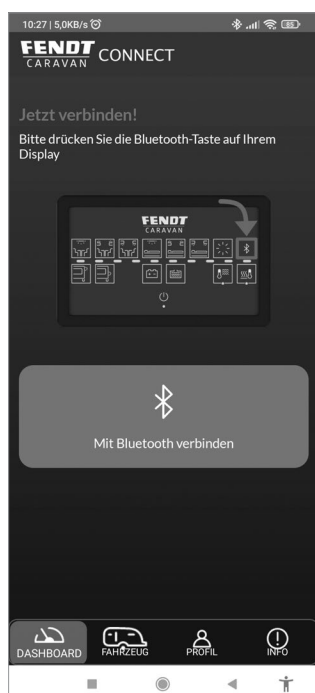 10:27 | 5,0KB/s
85
FENDT
CARAVAN CONNECT
Jetzt verbinden!
Bitte drücken Sie die Bluetooth-Taste auf Ihrem
Display
FENDT
CARAVAN
Mit Bluetooth verbinden
DASHBOARD FAHRZEUG PROFIL INFO